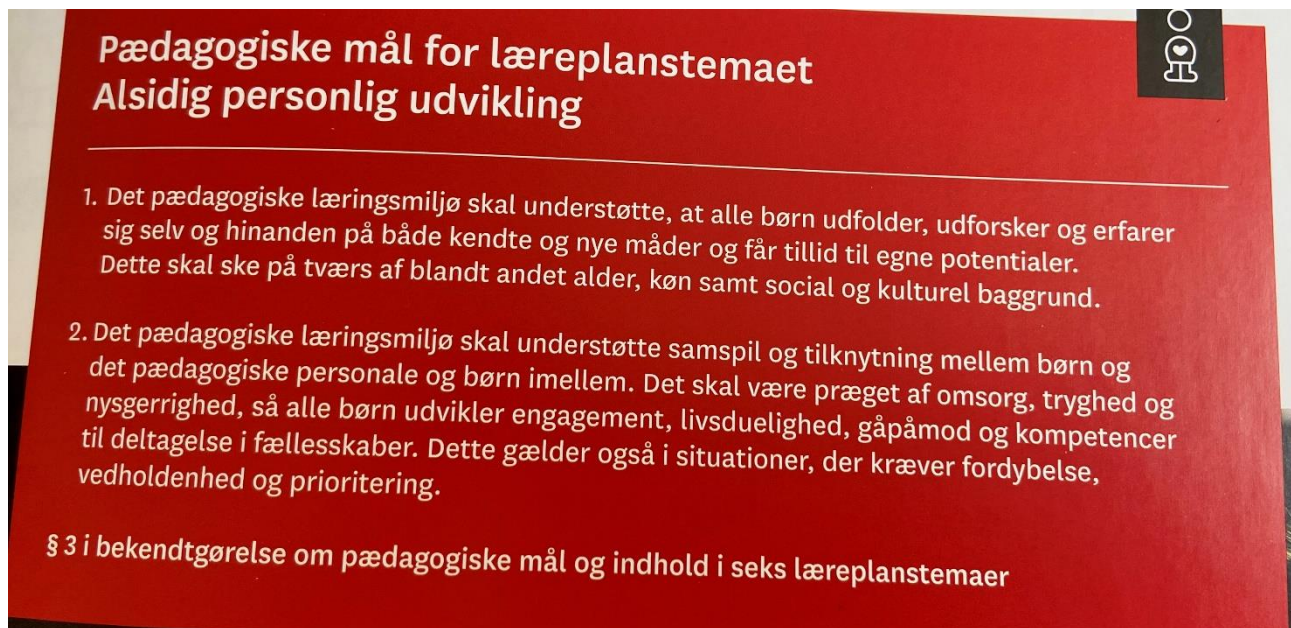 Pædagogiske mål for læreplanstemaet
Alsidig personlig udvikling
1. Det pædagogiske læringsmiljø skal understøtte, at alle børn udfolder, udforsker og erfarer
sig selv og hinanden på både kendte og nye måder og får tillid til egne potentialer.
Dette skal ske på tværs af blandt andet alder, køn samt social og kulturel baggrund.
2. Det pædagogiske læringsmiljø skal understøtte samspil og tilknytning mellem børn og
det pædagogiske personale og børn imellem. Det skal være præget af omsorg, tryghed og
nysgerrighed, så alle børn udvikler engagement, livsduelighed, gåpåmod og kompetencer
til deltagelse i fællesskaber. Dette gælder også i situationer, der kræver fordybelse,
vedholdenhed og prioritering.
§ 3 i bekendtgørelse om pædagogiske mål og indhold i seks læreplanstemaer